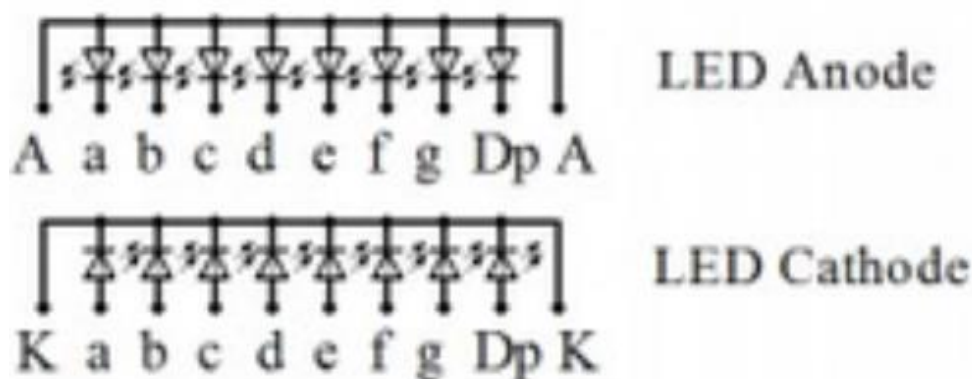 LED Anode
A a b c d e f g Dp A
LED Cathode
K a b c d e f g Dp K